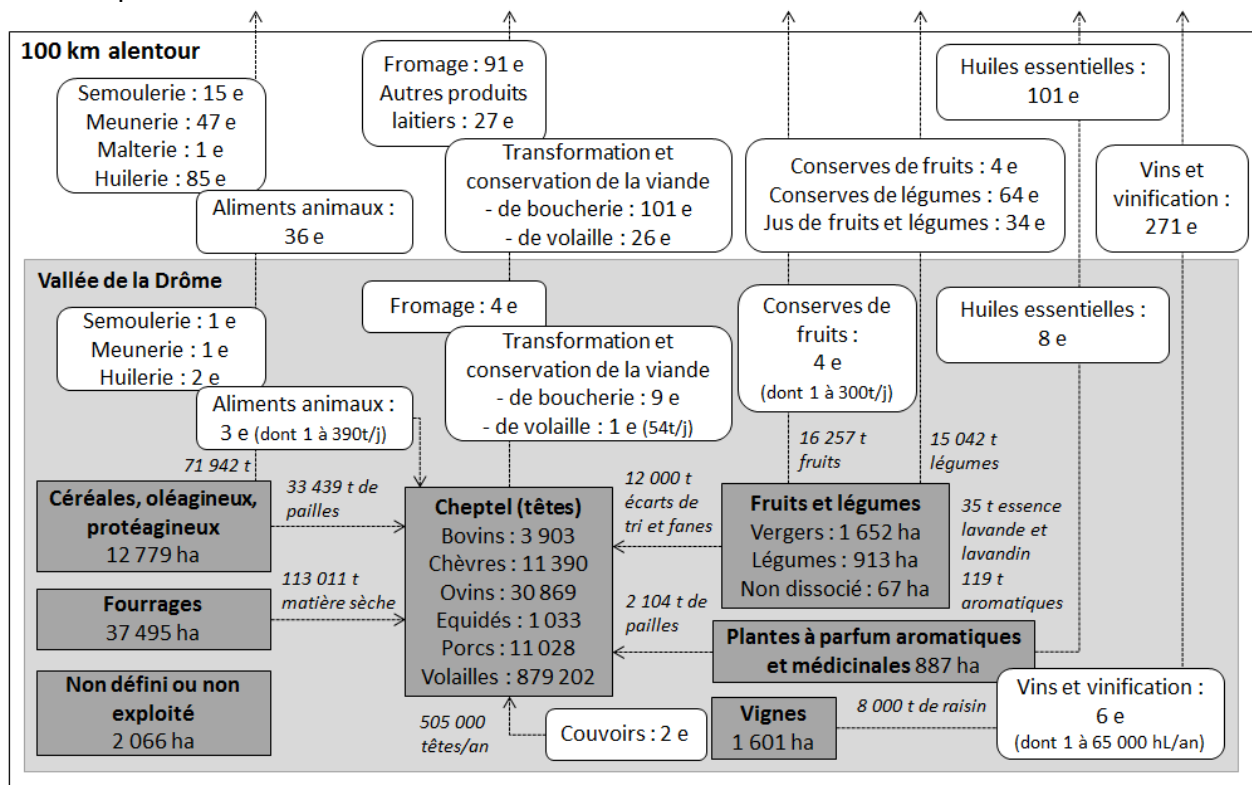 100 km alentour
Semoulerie : 15 e
Meunerie : 47 e
Malterie : 1 e
Huilerie : 85 e
Aliments animaux :
36 e
Fromage : 91 e
Autres produits
laitiers : 27 e
Transformation et
conservation de la viande
- de boucherie : 101 e
- de volaille : 26 e
Conserves de fruits : 4 e
Conserves de légumes : 64 e
Jus de fruits et légumes : 34 e
Huiles essentielles :
101 e
Vins et
vinification :
271 e
Vallée de la Drôme
Semoulerie : 1 e
Meunerie : 1 e
Huilerie : 2 e
Aliments animaux :
3 e (dont 1 à 390t/j)
Fromage : 4 e
Transformation et
conservation de la viande
- de boucherie : 9 e
- de volaille : 1 e (54t/j)
Conserves de
fruits :
4 e
(dont 1 à 300t/j)
Huiles essentielles :
8 e
71 942 t
16 257 t
fruits
15 042 t
légumes
Céréales, oléagineux,
protéagineux
12 779 ha
33 439 t de
pailles
Fourrages
37 495 ha
113 011 t
matière sèche
Non défini ou non
exploité
2 066 ha
Cheptel (têtes)
Bovins : 3 903
Chèvres : 11 390
Ovins : 30 869
Equidés : 1 033
Porcs : 11 028
Volailles : 879 202
12 000 t
écarts de
tri et fanes
Fruits et légumes
Vergers : 1 652 ha
Légumes : 913 ha
Non dissocié : 67 ha
35 t essence
lavande et
lavandin
119 t
aromatiques
2 104 t de
pailles
Plantes à parfum aromatiques
et médicinales 887 ha
505 000
têtes/an
Couvoirs : 2 e
Vignes
1 601 ha
8 000 t de raisin
Vins et vinification :
6 e
(dont 1 à 65 000 hL/an)